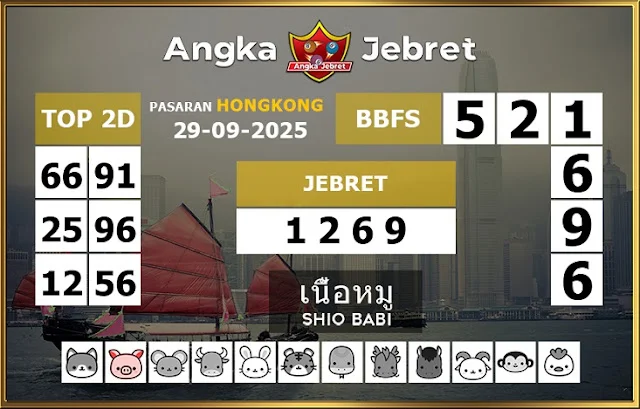 Angka Jebret
Angka Jebret
TOP 2D
PASARAN HONGKONG
29-09-2025
BBFS
5 2 1
66 91
JEBRET
6
25 96
1 2 6 9
9
12 56
6
เนื้อหมู
SHIO BABI